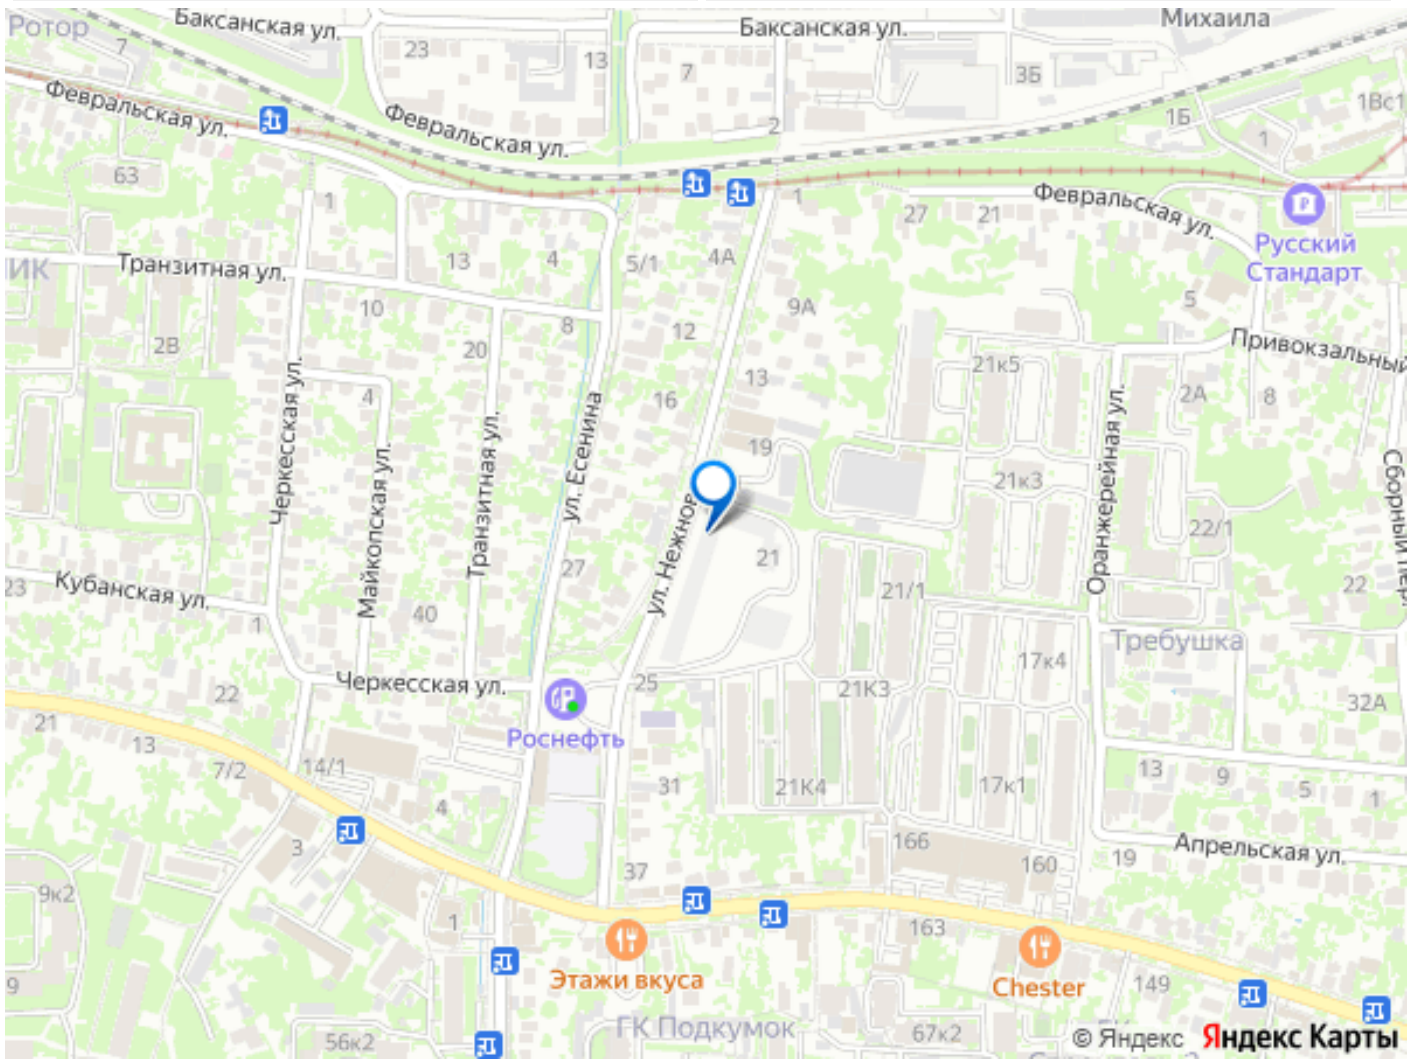 Ротор
Баксанская ул.
Баксанская ул.
Михаила
7
23
13
7
3Б
1Б
1Вс1
1
Февральская ул.
Февральская ул.
2
63
1
1
27
21
Февральская ул.
Русский
Стандарт
НИК
Транзитная ул.
13
4
5/1
4А
9А
5
10
8
12
2В
20
13
21к5
Привокзальный
4
16
2А
8
Черкесская ул.
Майкопская ул.
Транзитная ул.
ул. Есенина
ул. Нежнов
19
21к3
Оранжерейная ул.
Сборный пер.
22/1
23
Кубанская ул.
27
21
21/1
22
1
40
Требушка
17к4
22
Черкесская ул.
25
21К3
32А
21
13
7/2
14/1
4
Роснефть
31
21К4
17к1
13
9
5
1
3
37
166
160
19
Апрельская ул.
9к2
1
163
Этажи вкуса
Chester
149
9
56к2
ГК Подкумок
67к2
© Яндекс Яндекс Карты